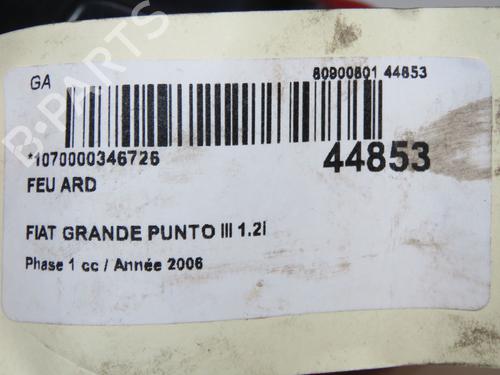 GA
80900801 44853
*1070000346726
44853
FEU ARD
FIAT GRANDE PUNTO III 1.2i
Phase 1 cc / Année 2006
B-PARTS